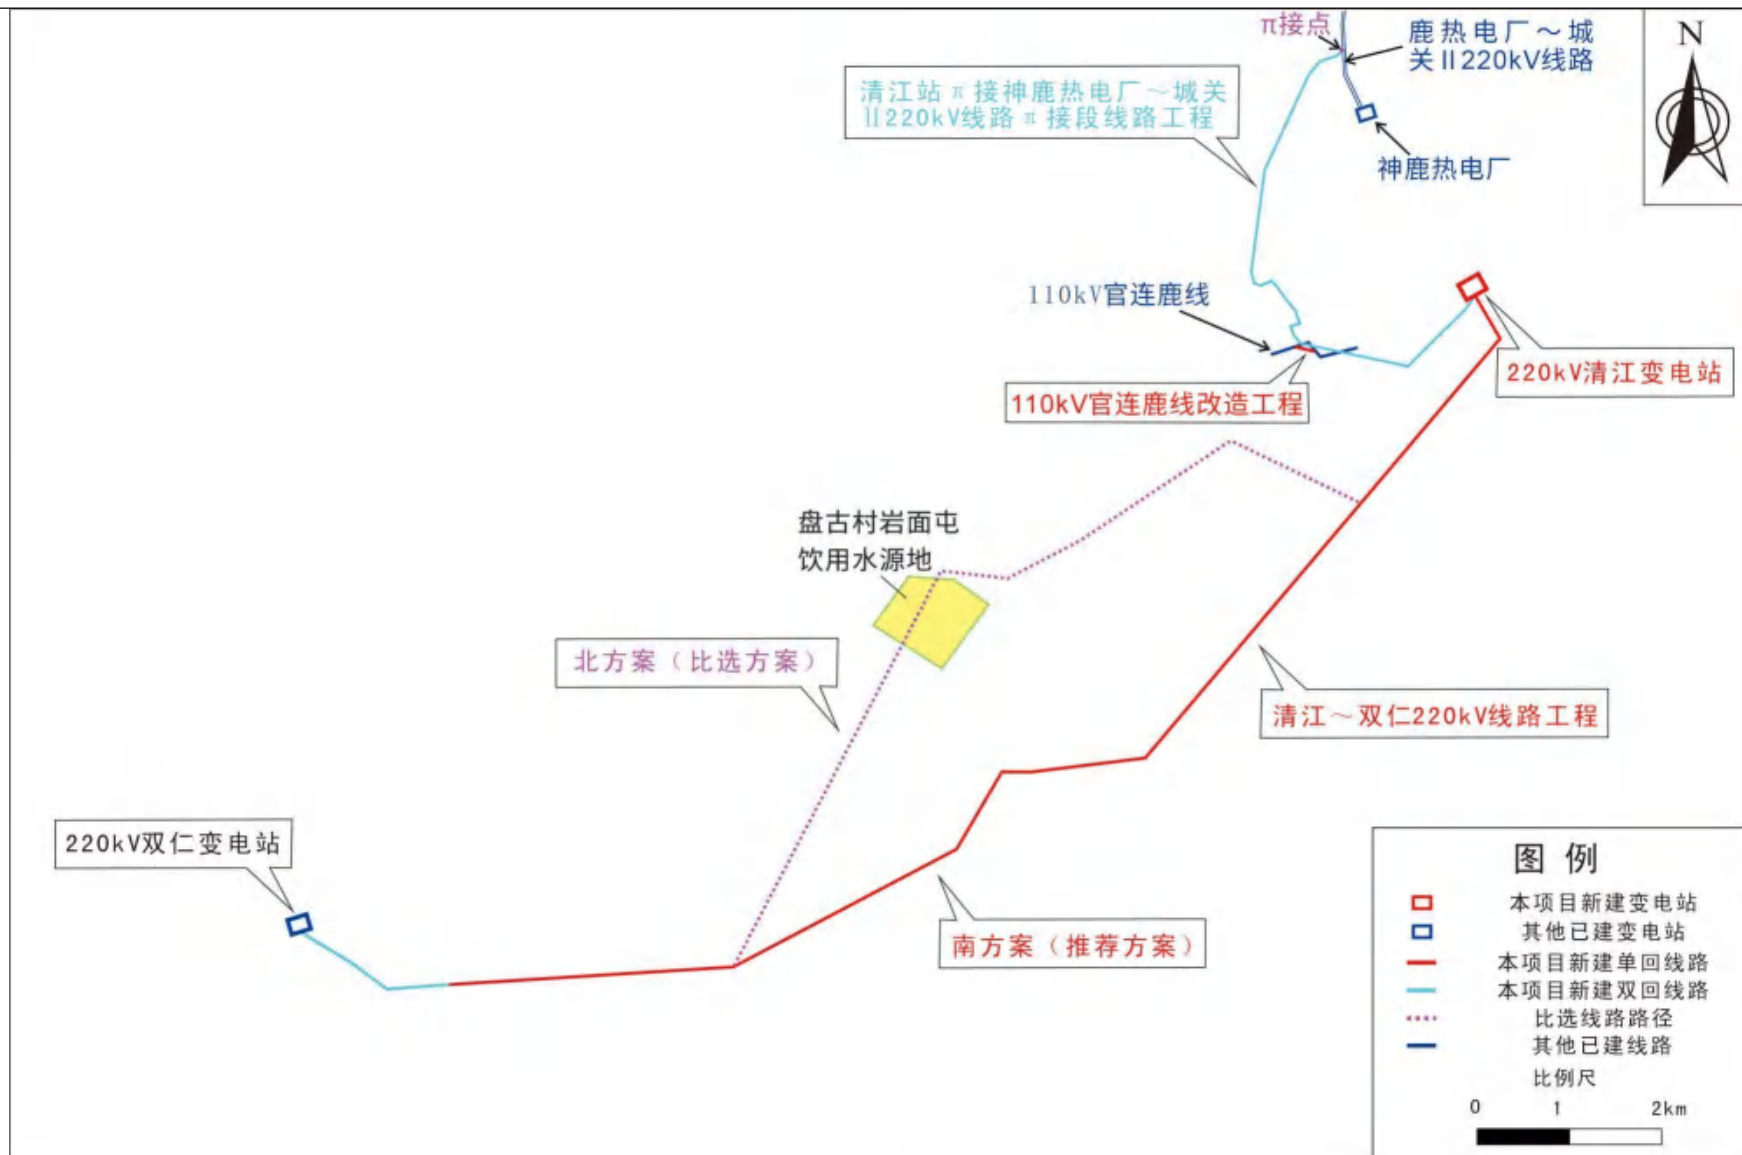 π接点
鹿热电厂～城
关Ⅱ220kV线路
N
清江站π接神鹿热电厂～城关
Ⅱ220kV线路π接段线路工程
神鹿热电厂
110kV官连鹿线
220kV清江变电站
110kV官连鹿线改造工程
盘古村岩面屯
饮用水源地
北方案（比选方案）
清江～双仁220kV线路工程
220kV双仁变电站
南方案（推荐方案）
图 例
本项目新建变电站
其他已建变电站
本项目新建单回线路
本项目新建双回线路
比选线路路径
其他已建线路
比例尺
0 1 2km